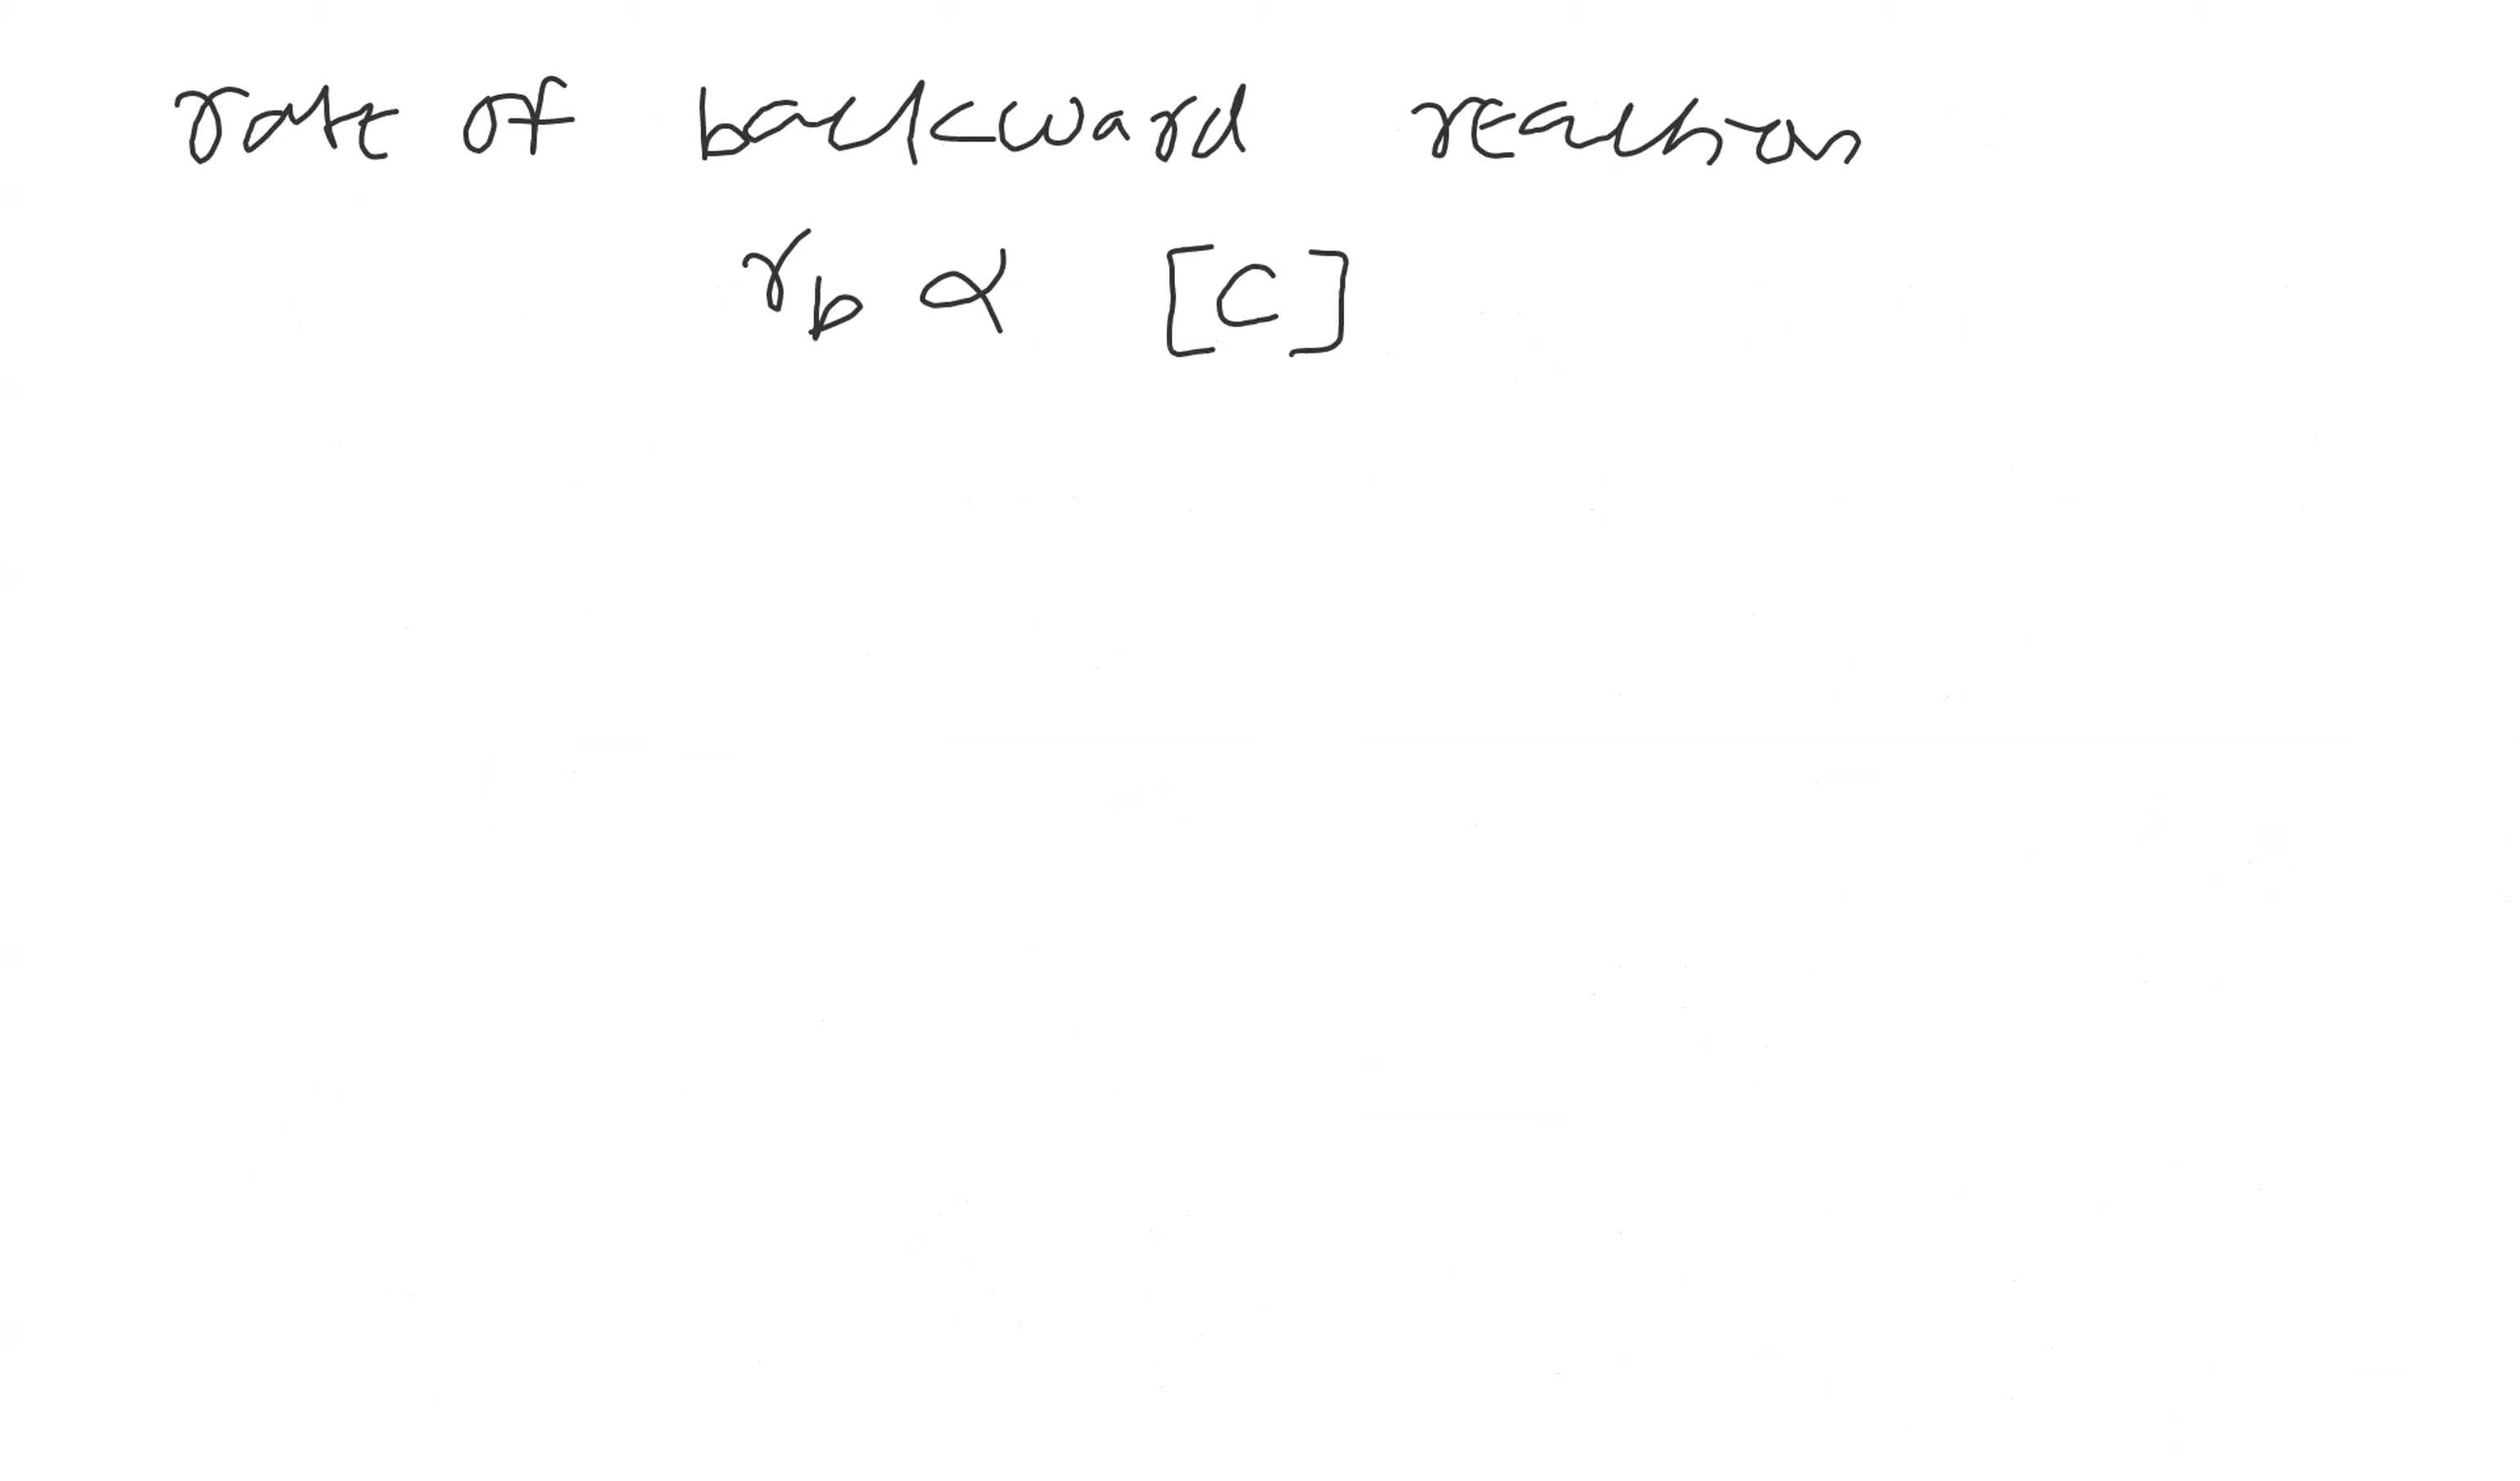 rate of backward reaction
r_b ∝ [C]